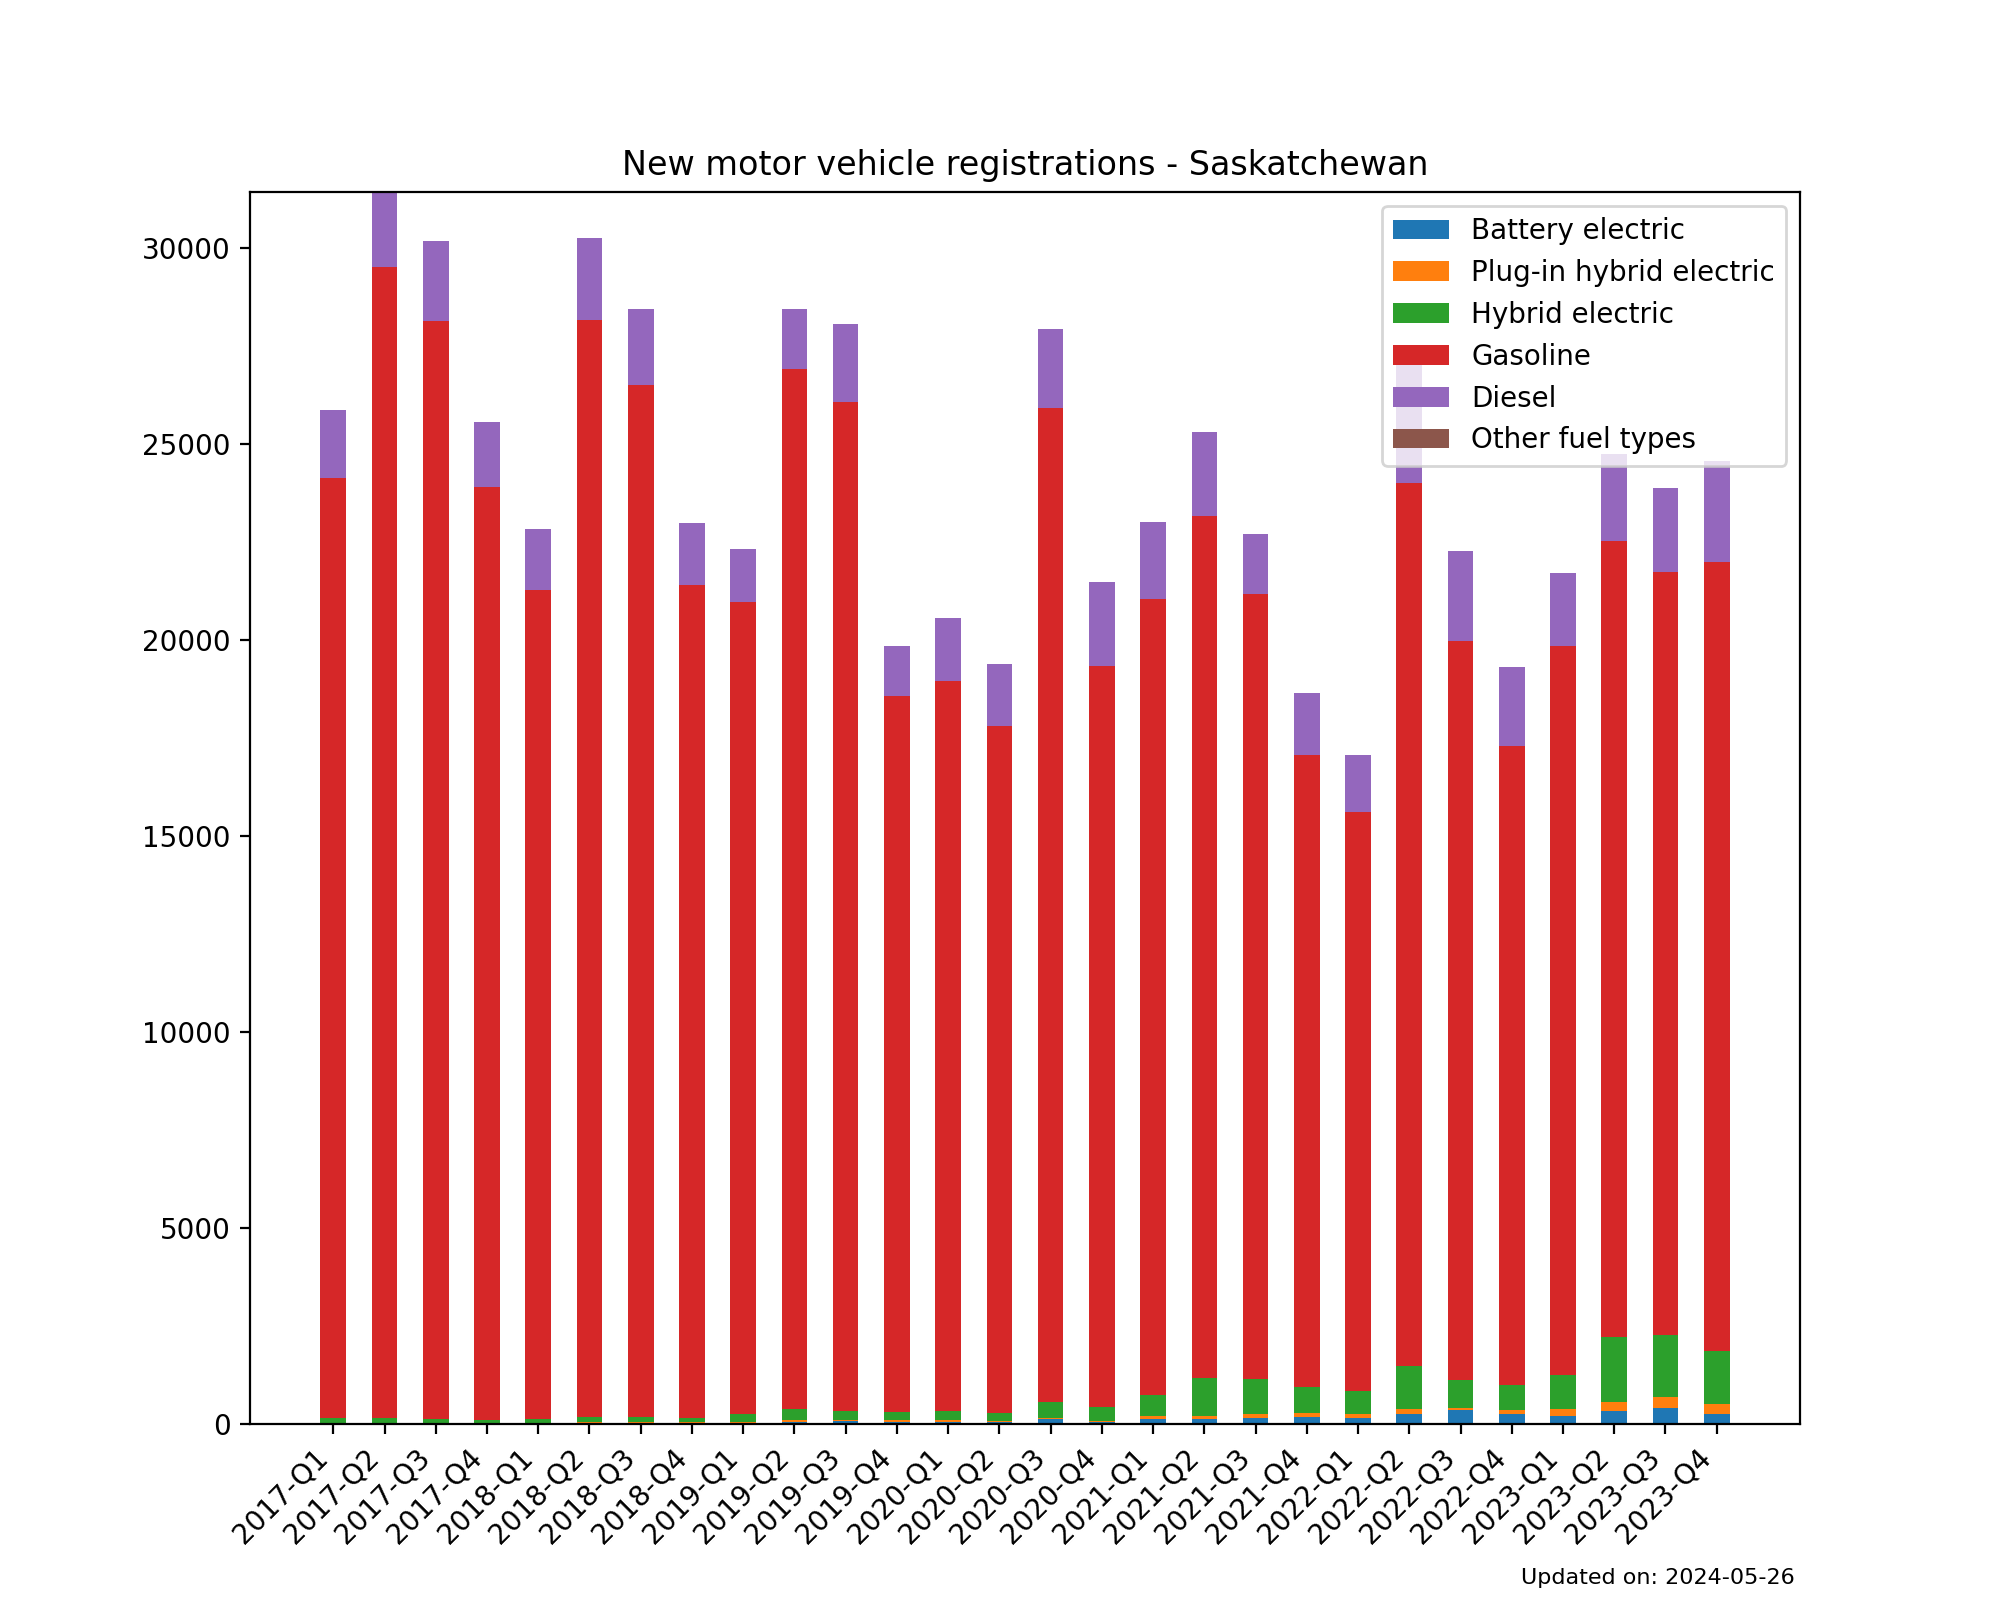 New motor vehicle registrations - Saskatchewan
Battery electric
Plug-in hybrid electric
Hybrid electric
Gasoline
Diesel
Other fuel types
30000
25000
20000
15000
10000
5000
0
2017-Q1
2017-Q2
2017-Q3
2017-Q4
2018-Q1
2018-Q2
2018-Q3
2018-Q4
2019-Q1
2019-Q2
2019-Q3
2019-Q4
2020-Q1
2020-Q2
2020-Q3
2020-Q4
2021-Q1
2021-Q2
2021-Q3
2021-Q4
2022-Q1
2022-Q2
2022-Q3
2022-Q4
2023-Q1
2023-Q2
2023-Q3
2023-Q4
Updated on: 2024-05-26